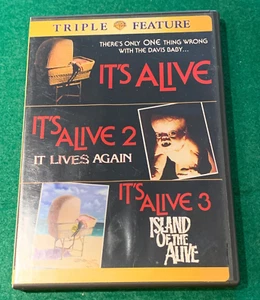 TRIPLE WB FEATURE
THERE'S ONLY ONE THING WRONG
WITH THE DAVIS BABY...
IT'S ALIVE
IT'S
ALIVE 2
IT LIVES AGAIN
IT'S
ALIVE 3
ISLAND
OF THE
ALIVE